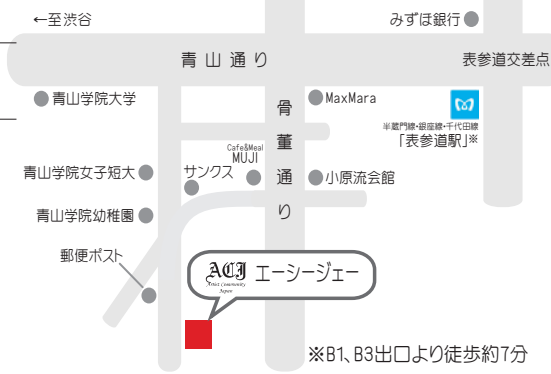 ←至渋谷
みずほ銀行
青山通り
表参道交差点
青山学院大学
MaxMara
半蔵門線・銀座線・千代田線
「表参道駅」※
骨董通り
Cafe&Meal
MUJI
青山学院女子短大
サンクス
小原流会館
青山学院幼稚園
郵便ポスト
ACJ エーシージェー
Artist Community
Japan
※B1、B3出口より徒歩約7分